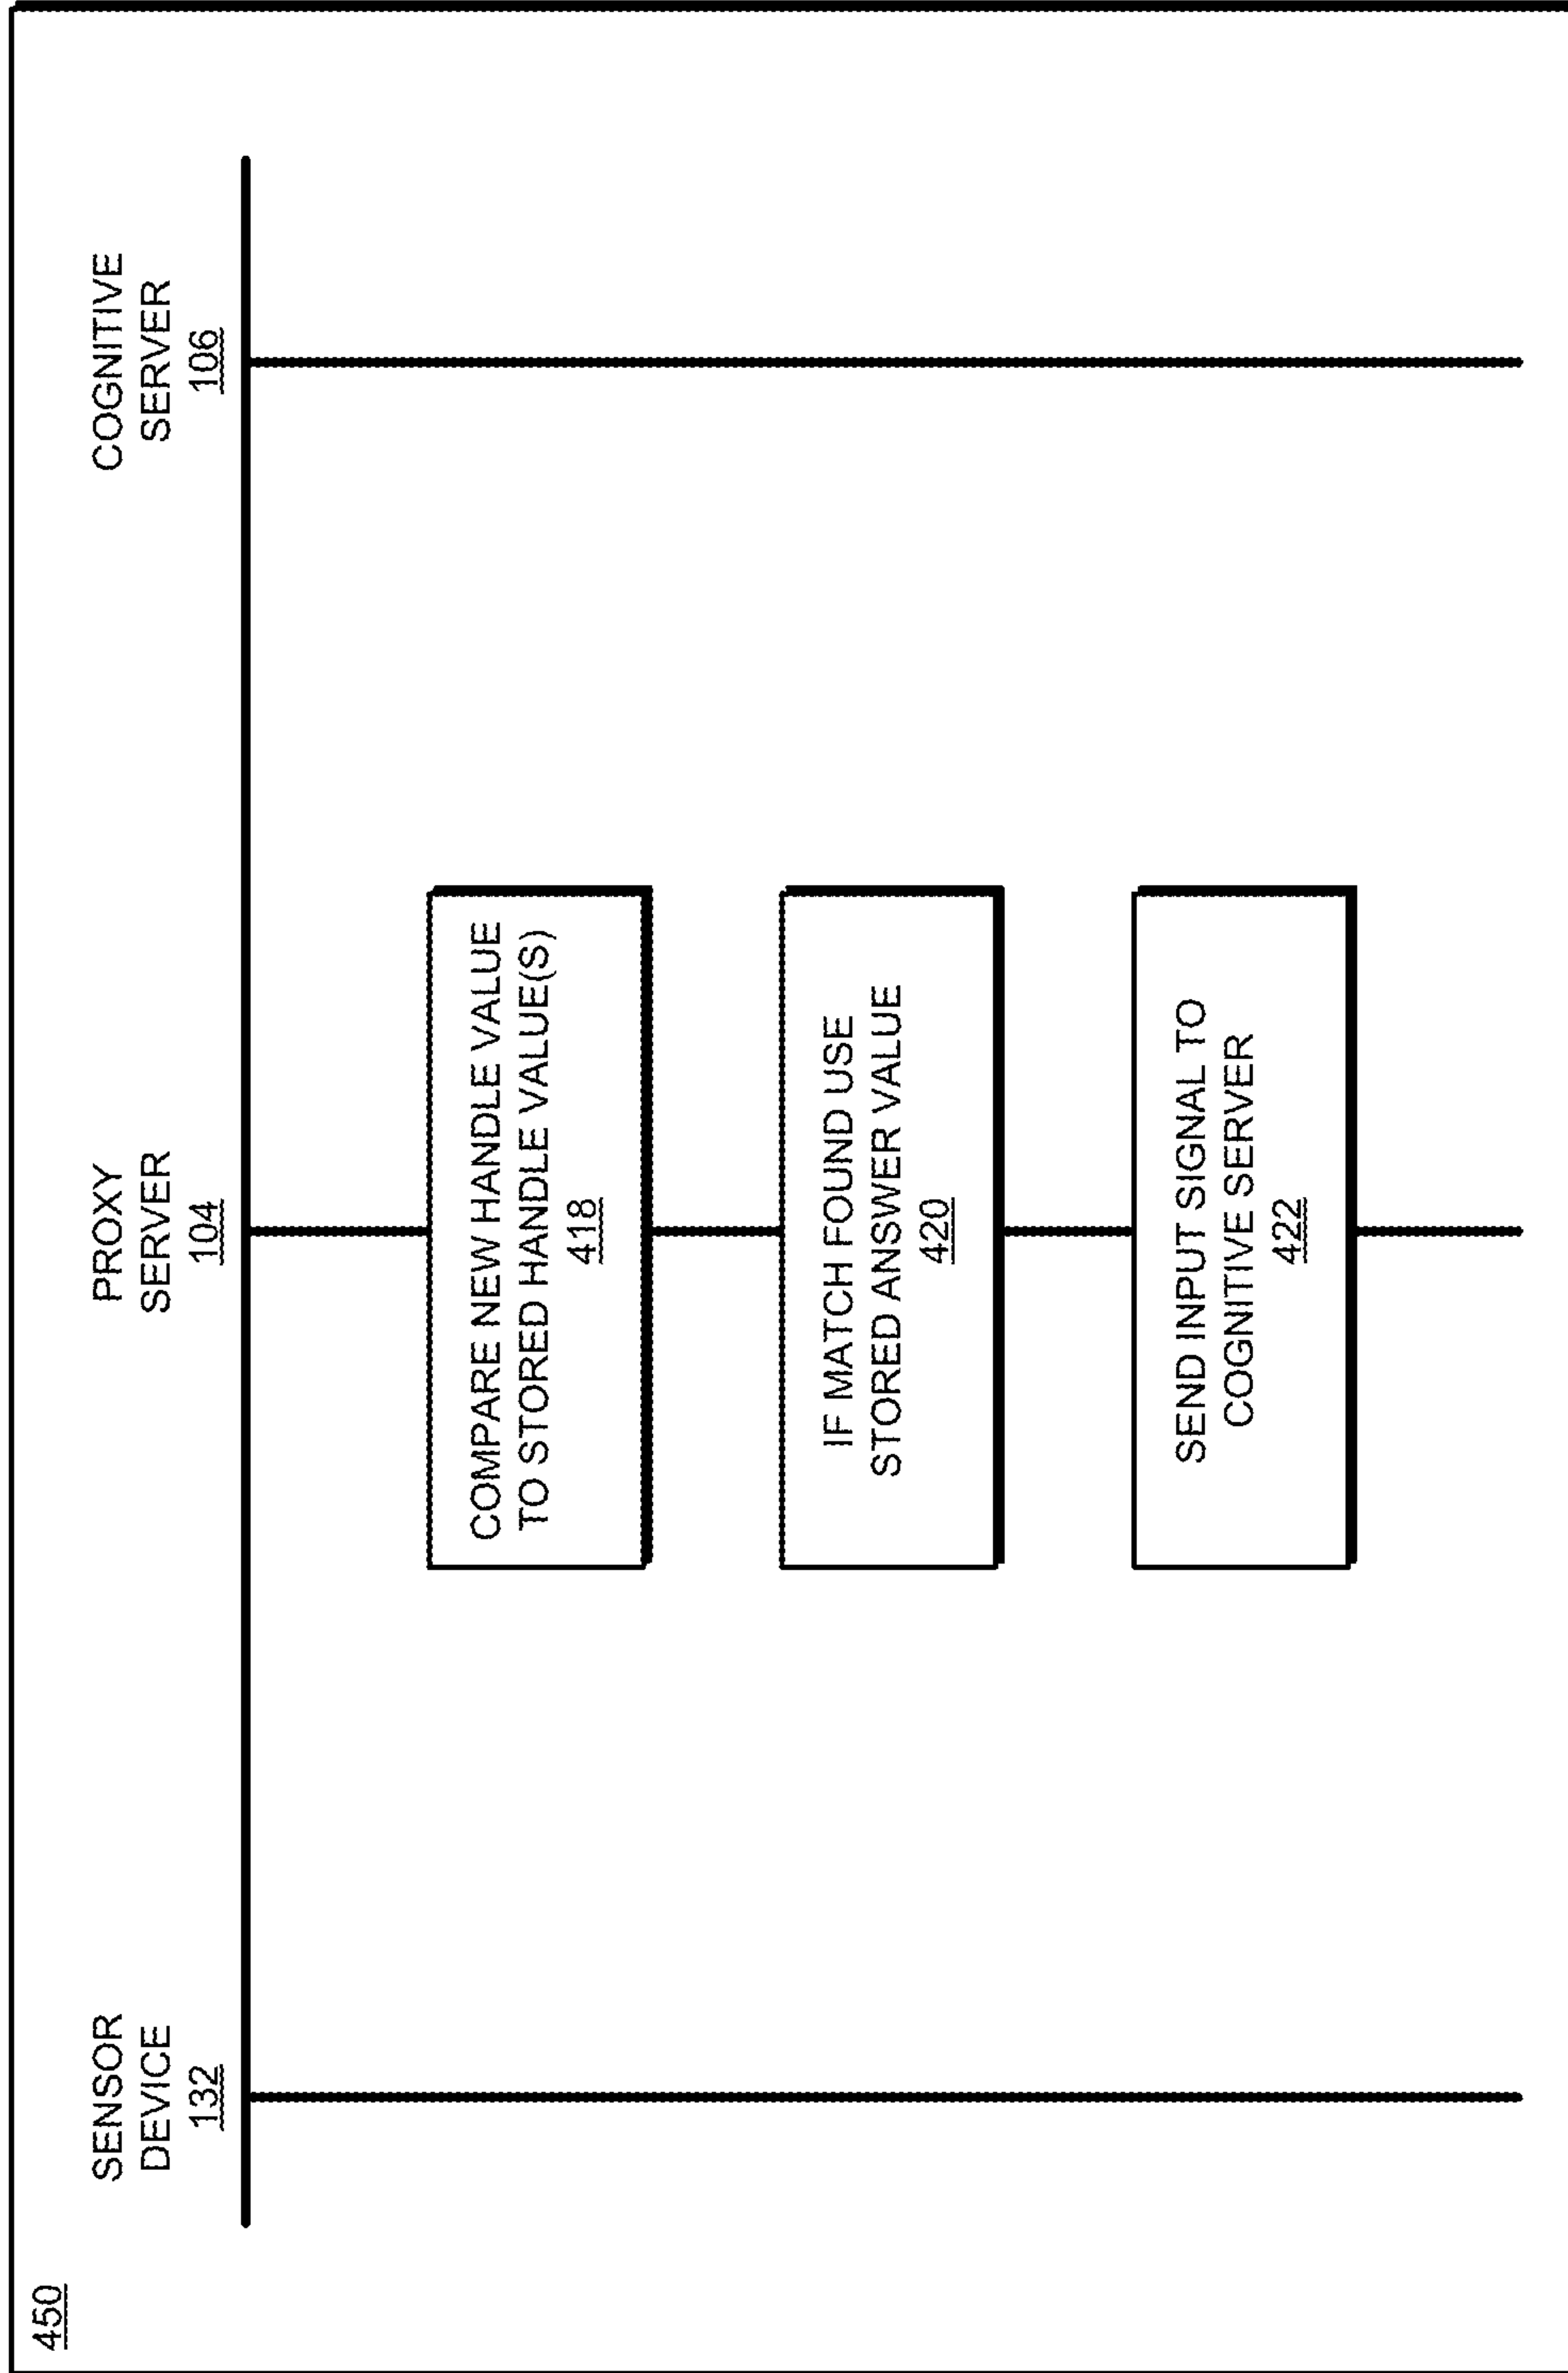 450
SENSOR
DEVICE
132
PROXY
SERVER
104
COGNITIVE
SERVER
106
COMPARE NEW HANDLE VALUE
TO STORED HANDLE VALUE(S)
418
IF MATCH FOUND USE
STORED ANSWER VALUE
420
SEND INPUT SIGNAL TO
COGNITIVE SERVER
422